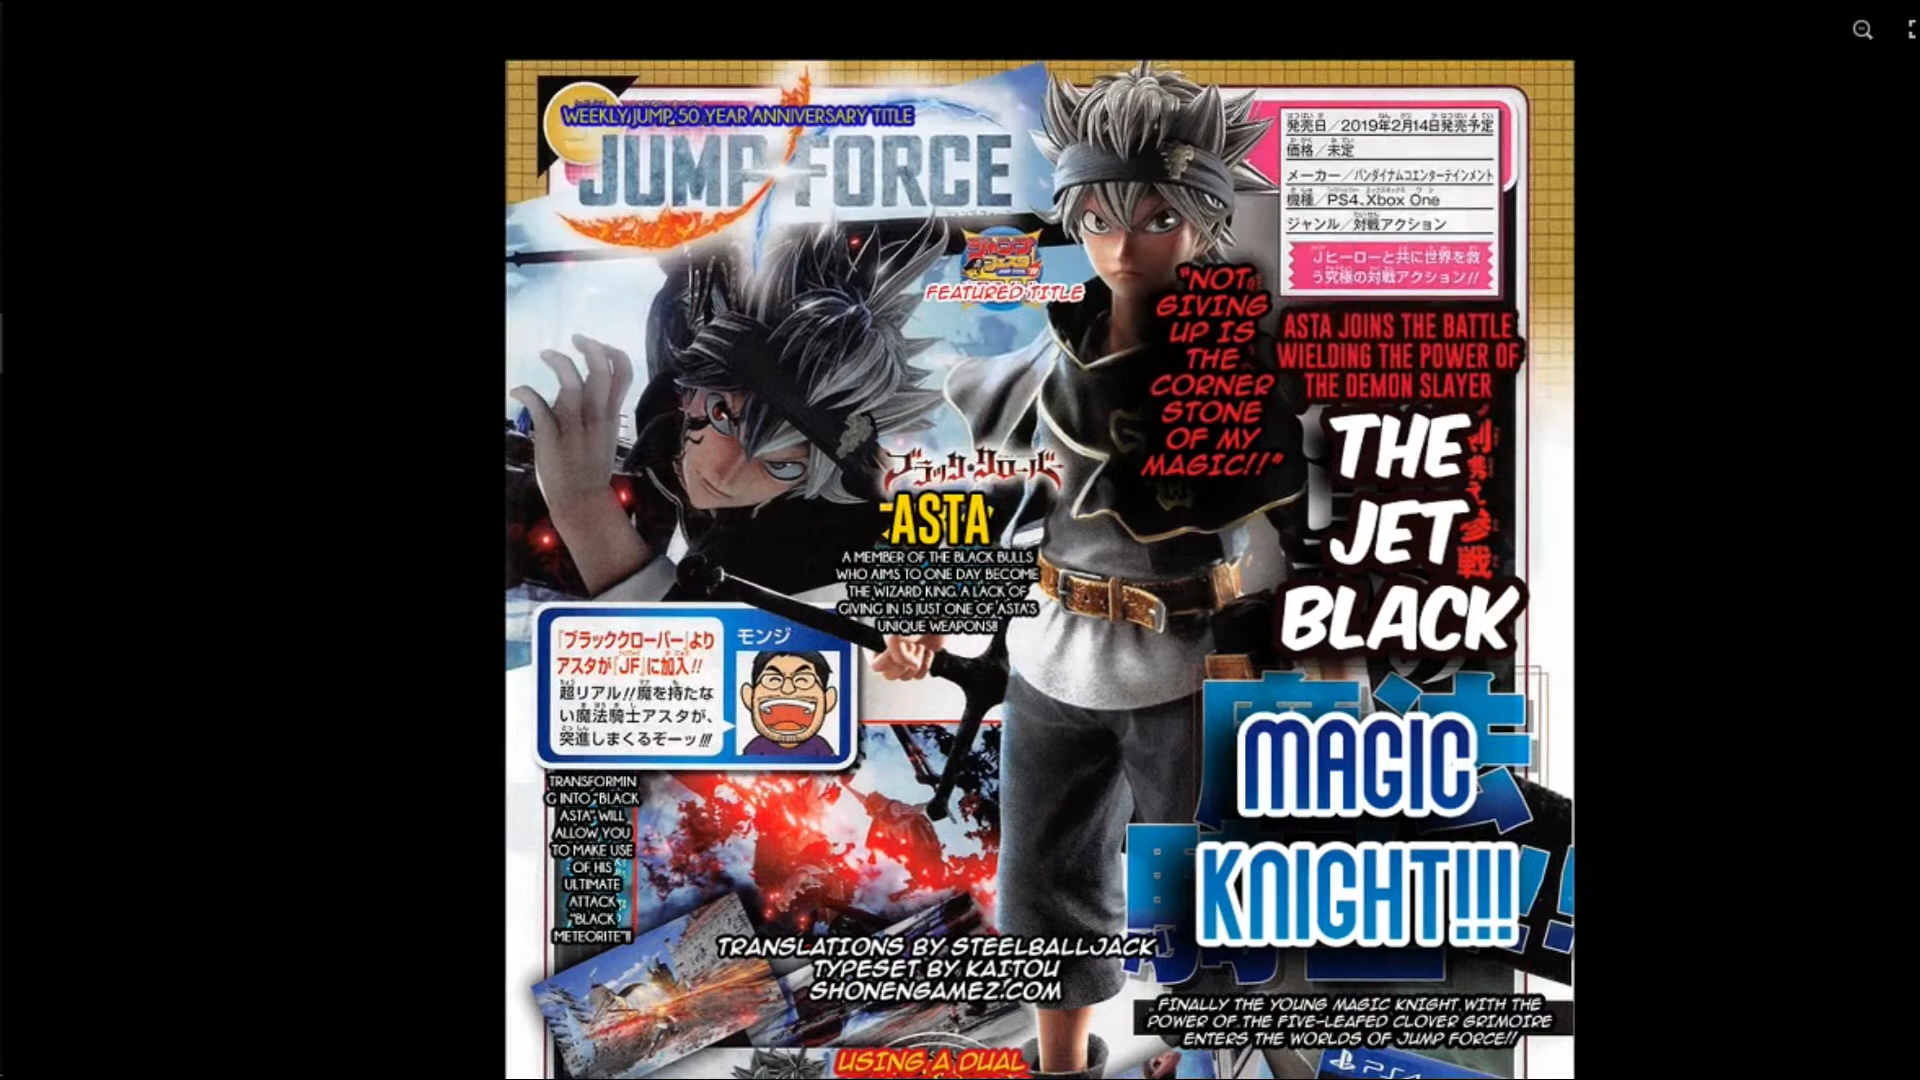 WEEKLY JUMP 50 YEAR ANNIVERSARY TITLE
JUMP FORCE
発売日／2019年2月14日発売予定
価格／未定
メーカー／バンダイナムコエンターテインメント
機種／PS4、Xbox One
ジャンル／対戦アクション
Jヒーローと共に世界を救
う究極の対戦アクション!!
ジャンプ
フェスタ
FEATURED TITLE
"NOT
GIVING
UP IS
THE
CORNER
STONE
OF MY
MAGIC!!"
ASTA JOINS THE BATTLE
WIELDING THE POWER OF
THE DEMON SLAYER
THE
JET
BLACK
魔法
MAGIC
KNIGHT!!!
ブラッククローバー
ASTA
A MEMBER OF THE BLACK BULLS
WHO AIMS TO ONE DAY BECOME
THE WIZARD KING. A LACK OF
GIVING IN IS JUST ONE OF ASTA'S
UNIQUE WEAPONS!!
『ブラッククローバー』より
アスタが『JF』に加入!!
超リアル!!魔を持たな
い魔法騎士アスタが、
突進しまくるぞーッ!!!
モンジ
TRANSFORMIN
G INTO "BLACK
ASTA" WILL
ALLOW YOU
TO MAKE USE
OF HIS
ULTIMATE
ATTACK
"BLACK
METEORITE"!!
TRANSLATIONS BY STEELBALLJACK
TYPESET BY KAITOU
SHONENGAMEZ.COM
FINALLY THE YOUNG MAGIC KNIGHT WITH THE
POWER OF THE FIVE-LEAFED CLOVER GRIMOIRE
ENTERS THE WORLDS OF JUMP FORCE!!
USING A DUAL
PS4